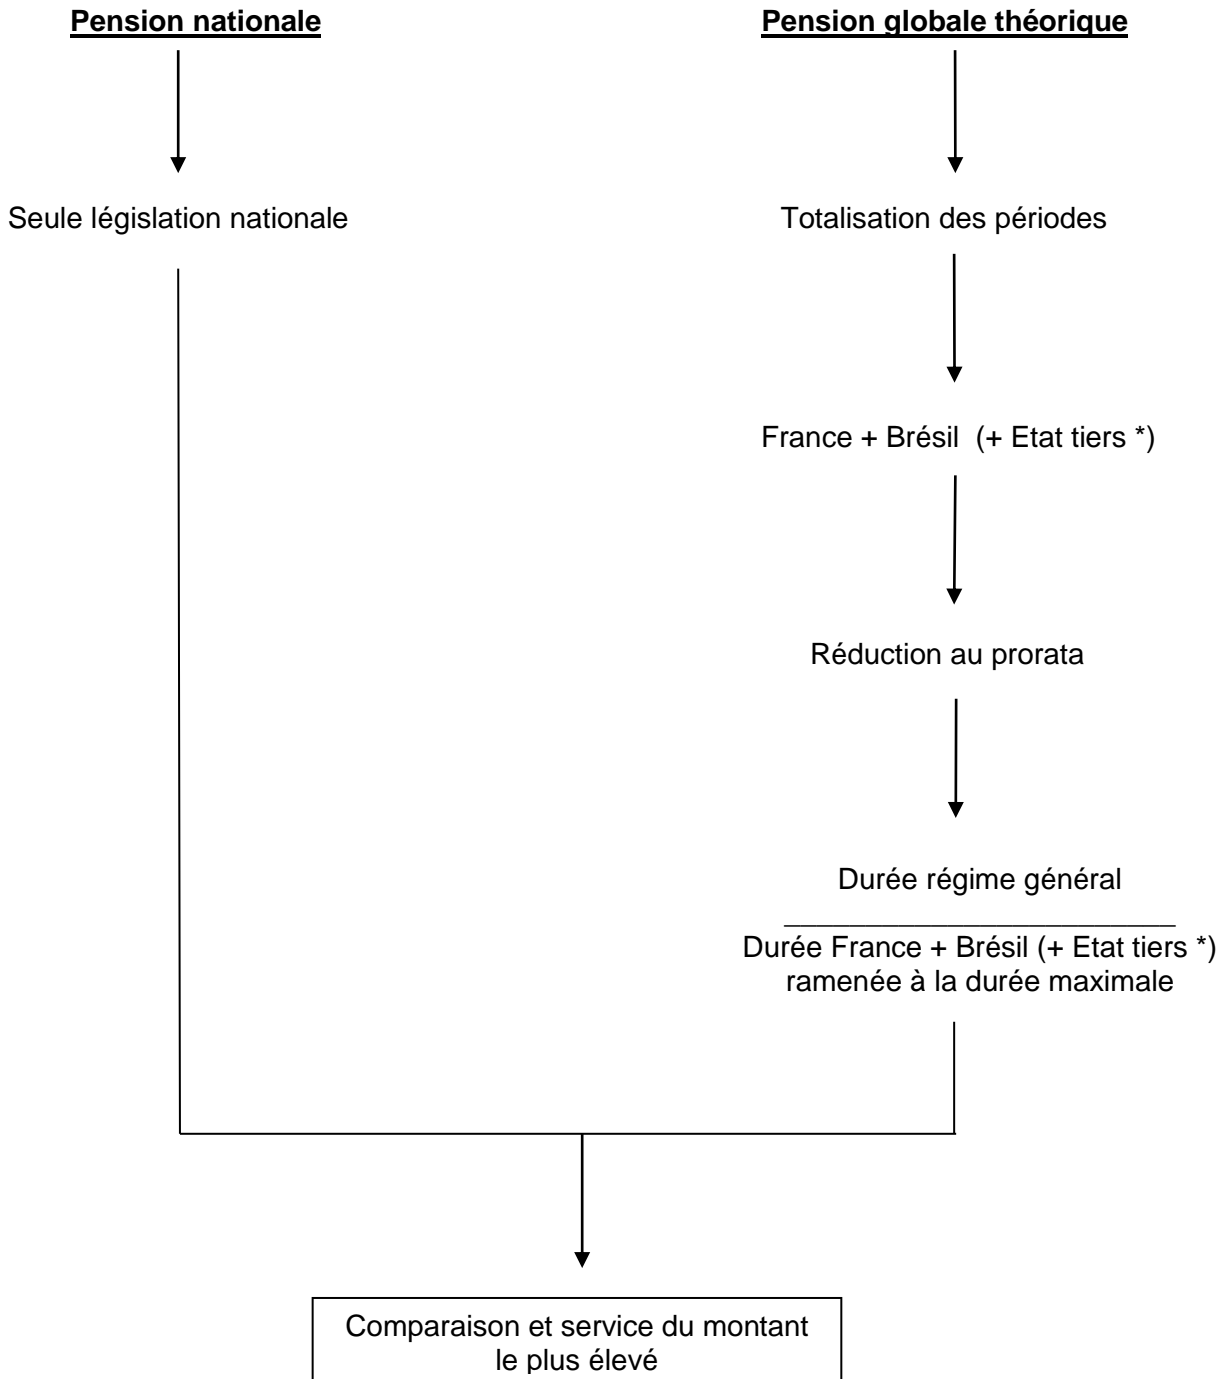 Pension nationale
Pension globale théorique
Seule législation nationale
Totalisation des périodes
France + Brésil (+ Etat tiers *)
Réduction au prorata
Durée régime général
Durée France + Brésil (+ Etat tiers *)
ramenée à la durée maximale
Comparaison et service du montant
le plus élevé